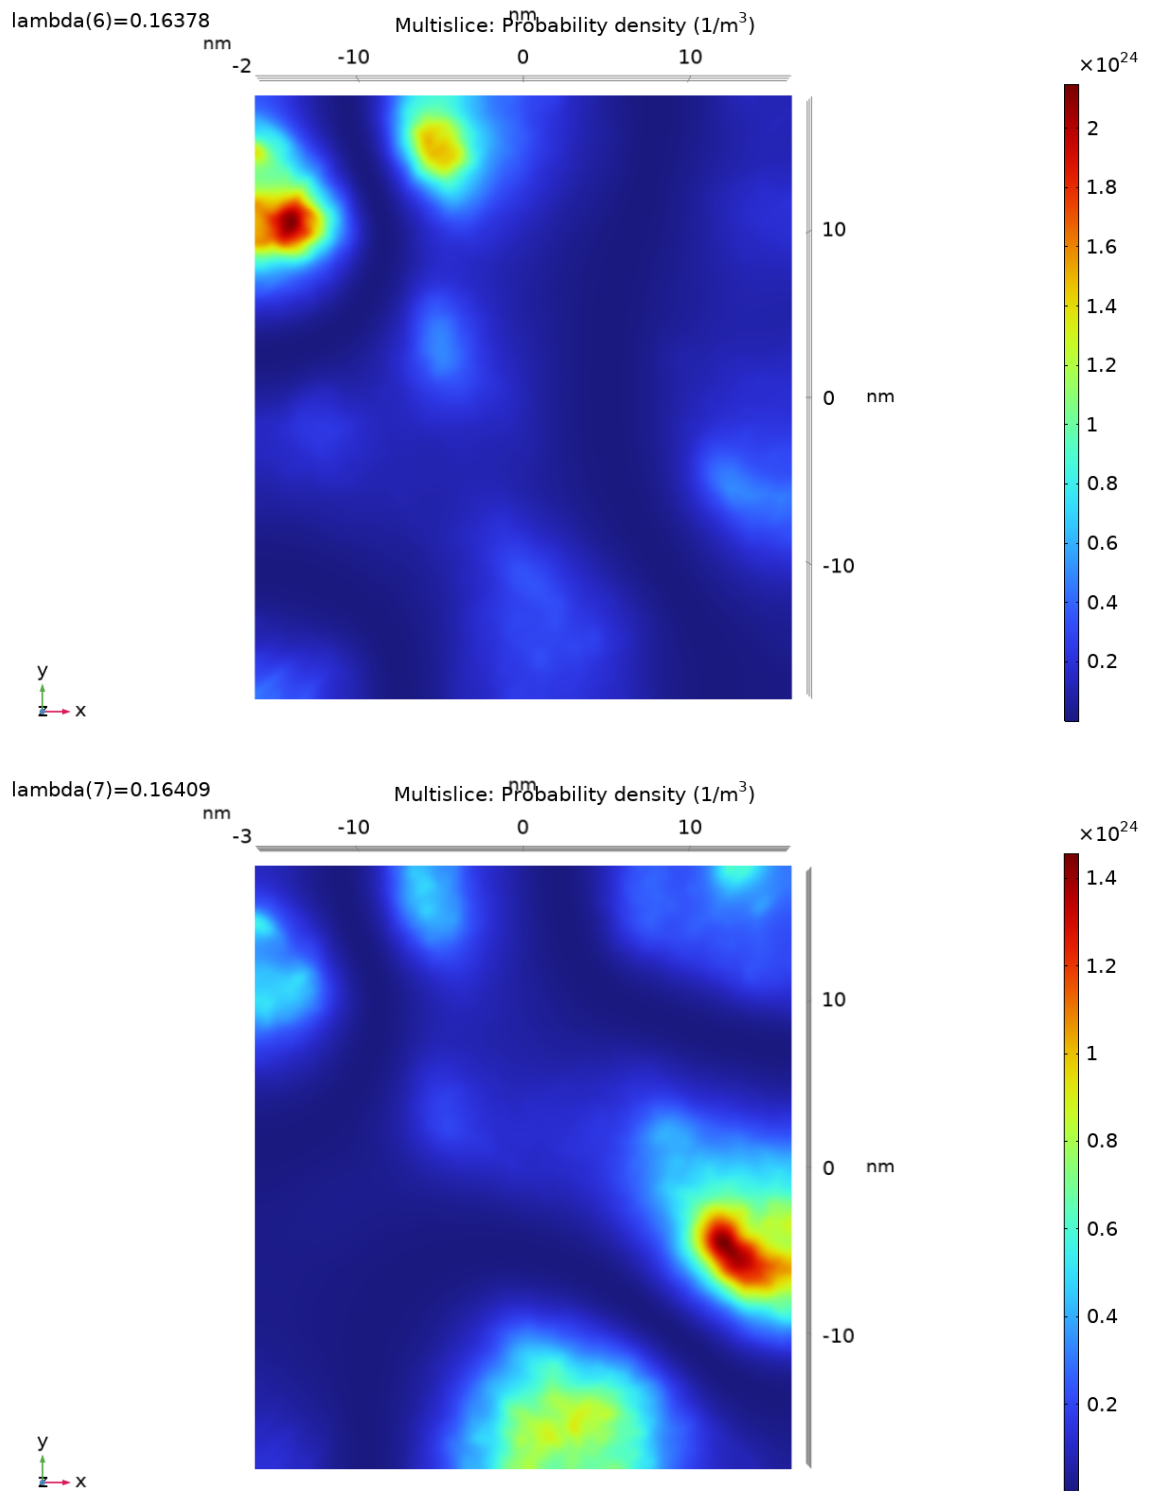 lambda(6)=0.16378
nm
Multislice: Probability density (1/m³)
nm
-2
-10
0
10
×10²⁴
2
1.8
1.6
1.4
1.2
1
0.8
0.6
0.4
0.2
10
0 nm
-10
y
z x
lambda(7)=0.16409
nm
Multislice: Probability density (1/m³)
nm
-3
-10
0
10
×10²⁴
1.4
1.2
1
0.8
0.6
0.4
0.2
10
0 nm
-10
y
z x